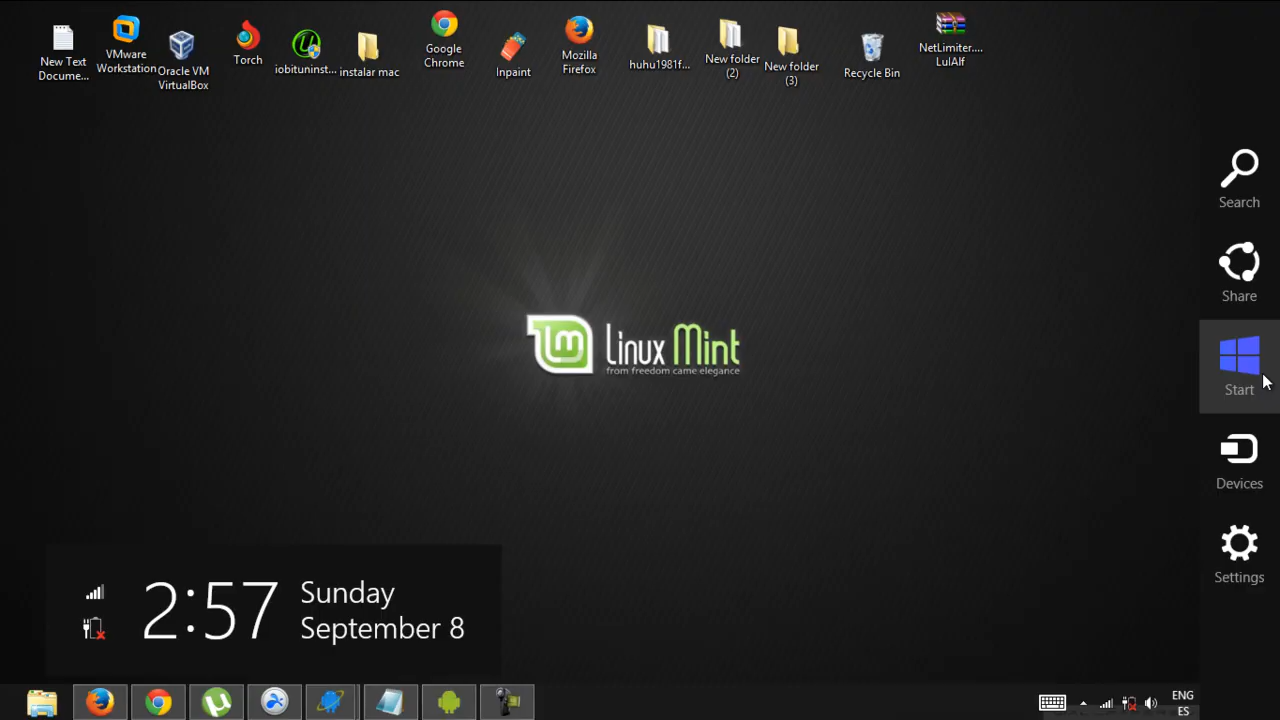 New Text
Docume...
VMware
Workstation
Oracle VM
VirtualBox
Torch
iobituninst...
instalar mac
Google
Chrome
Inpaint
Mozilla
Firefox
huhu1981f...
New folder
(2)
New folder
(3)
Recycle Bin
NetLimiter....
LulAlf
Search
Share
Start
Devices
Settings
Linux Mint
from freedom came elegance
2:57
Sunday
September 8
ENG
ES